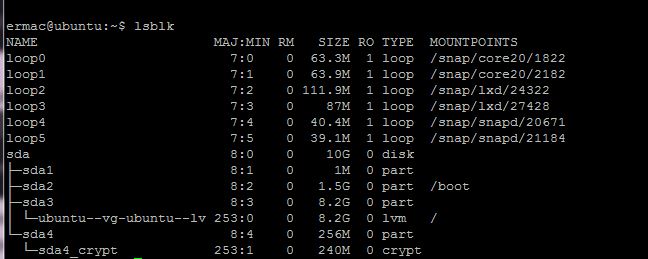 ermac@ubuntu:~$ lsblk
NAME MAJ:MIN RM SIZE RO TYPE MOUNTPOINTS
loop0 7:0 0 63.3M 1 loop /snap/core20/1822
loop1 7:1 0 63.9M 1 loop /snap/core20/2182
loop2 7:2 0 111.9M 1 loop /snap/lxd/24322
loop3 7:3 0 87M 1 loop /snap/lxd/27428
loop4 7:4 0 40.4M 1 loop /snap/snapd/20671
loop5 7:5 0 39.1M 1 loop /snap/snapd/21184
sda 8:0 0 10G 0 disk
├─sda1 8:1 0 1M 0 part
├─sda2 8:2 0 1.5G 0 part /boot
├─sda3 8:3 0 8.2G 0 part
│ └─ubuntu--vg-ubuntu--lv 253:0 0 8.2G 0 lvm /
└─sda4 8:4 0 256M 0 part
  └─sda4_crypt 253:1 0 240M 0 crypt